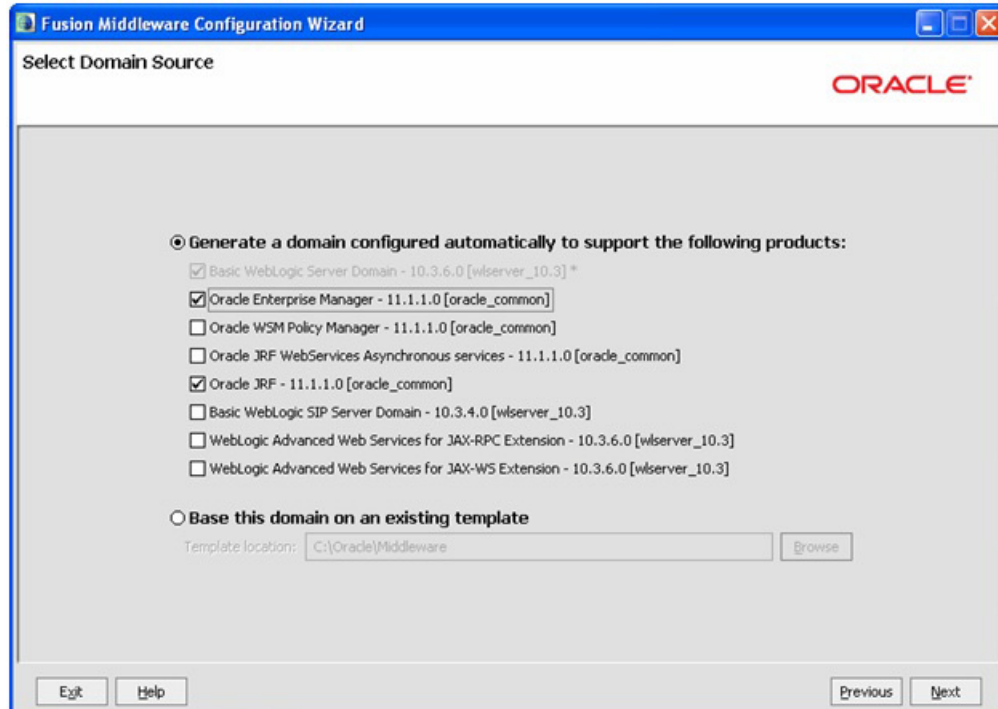 Fusion Middleware Configuration Wizard
Select Domain Source
ORACLE
Generate a domain configured automatically to support the following products:
Basic WebLogic Server Domain - 10.3.6.0 [wlserver_10.3] *
Oracle Enterprise Manager - 11.1.1.0 [oracle_common]
Oracle WSM Policy Manager - 11.1.1.0 [oracle_common]
Oracle JRF WebServices Asynchronous services - 11.1.1.0 [oracle_common]
Oracle JRF - 11.1.1.0 [oracle_common]
Basic WebLogic SIP Server Domain - 10.3.4.0 [wlserver_10.3]
WebLogic Advanced Web Services for JAX-RPC Extension - 10.3.6.0 [wlserver_10.3]
WebLogic Advanced Web Services for JAX-WS Extension - 10.3.6.0 [wlserver_10.3]
Base this domain on an existing template
Template location: C:\Oracle\Middleware Browse
Exit Help Previous Next